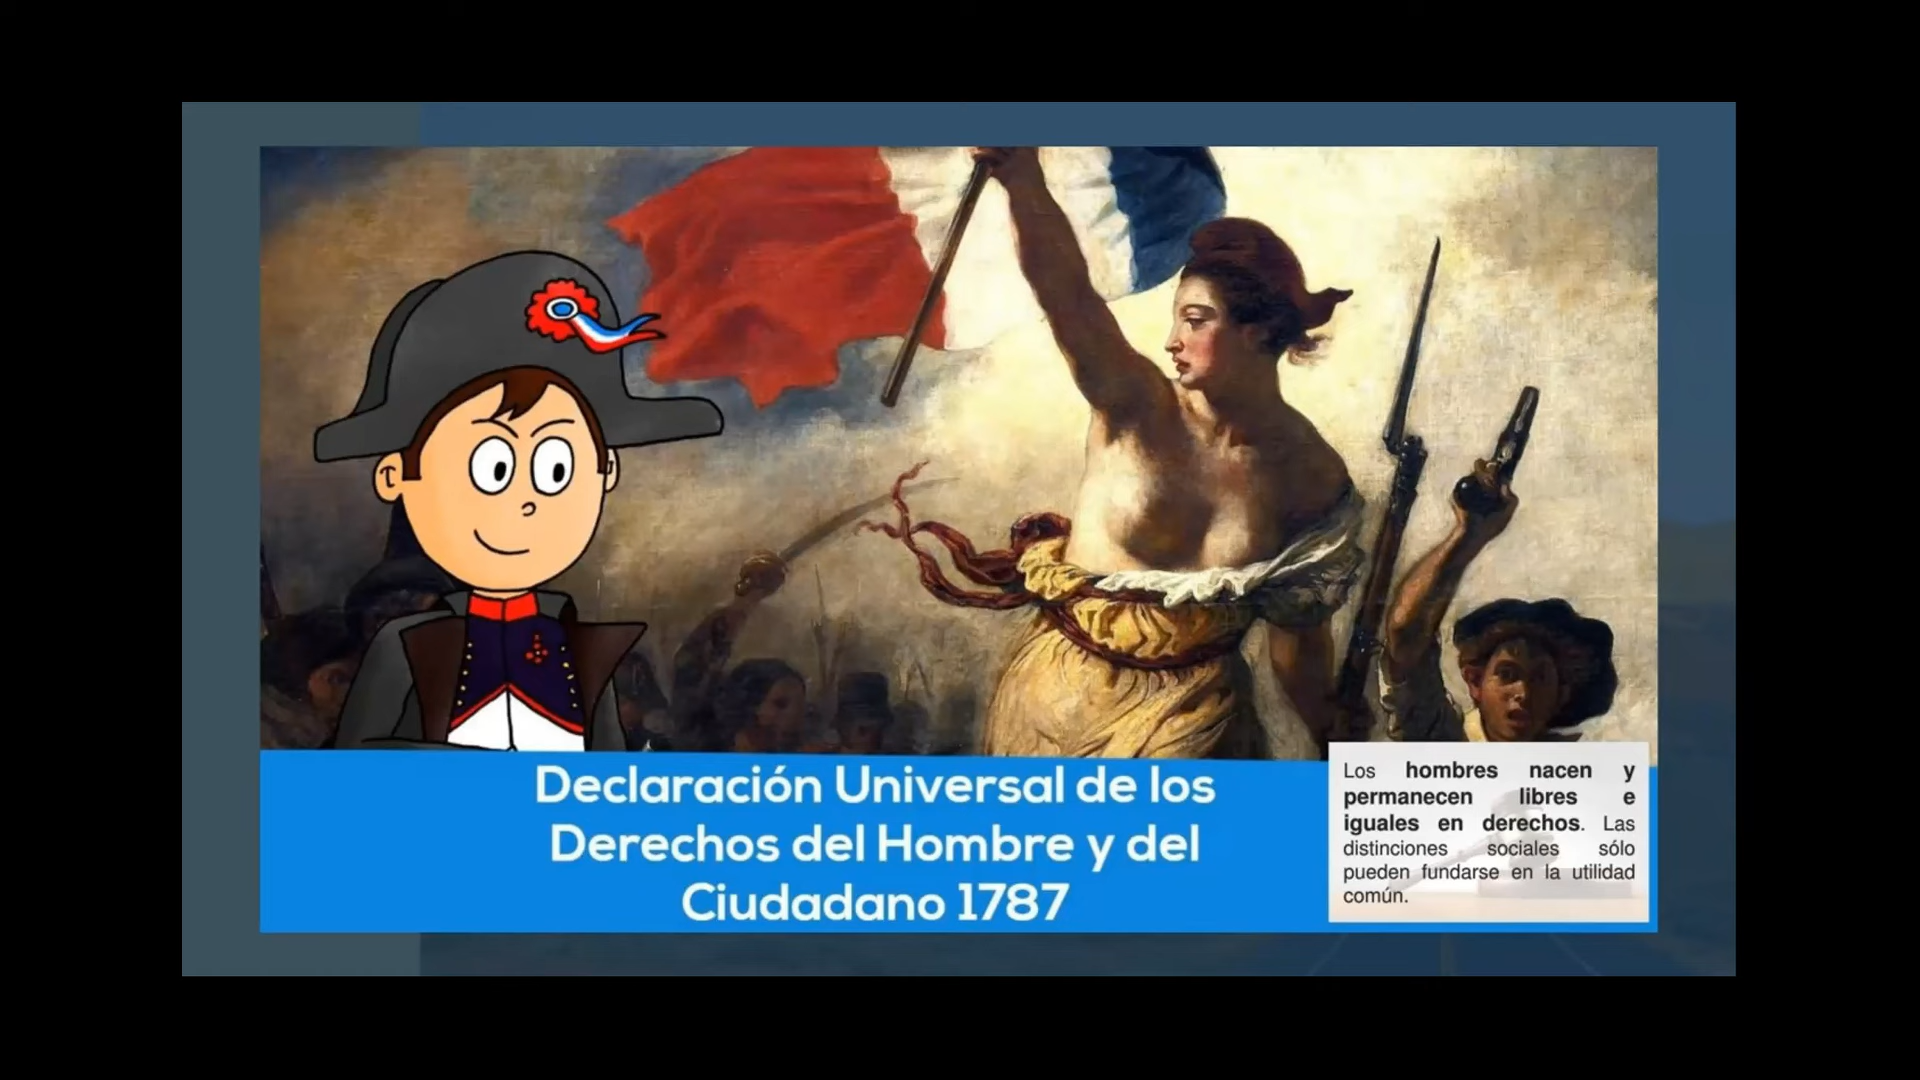 Declaración Universal de los
Derechos del Hombre y del
Ciudadano 1787
Los hombres nacen y
permanecen libres e
iguales en derechos. Las
distinciones sociales sólo
pueden fundarse en la utilidad
común.